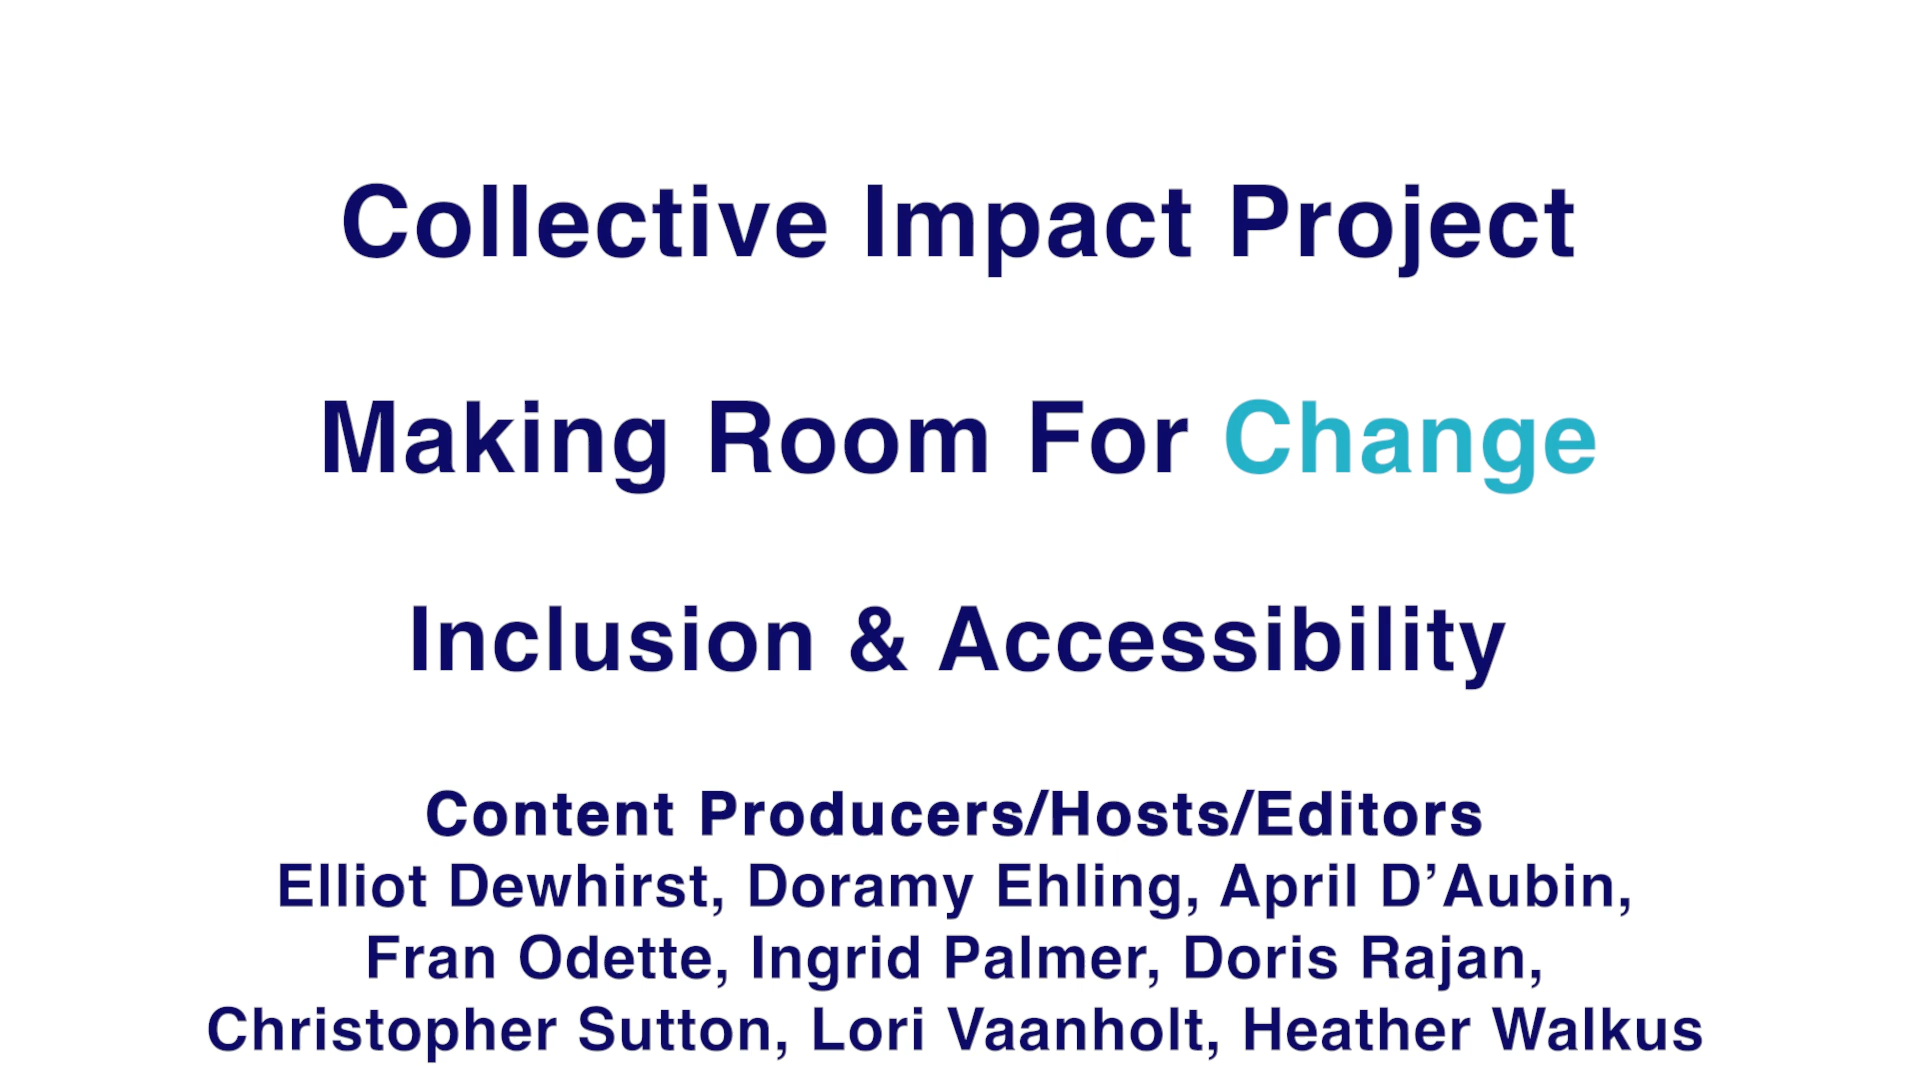 Collective Impact Project
Making Room For Change
Inclusion & Accessibility
Content Producers/Hosts/Editors
Elliot Dewhirst, Doramy Ehling, April D’Aubin,
Fran Odette, Ingrid Palmer, Doris Rajan,
Christopher Sutton, Lori Vaanholt, Heather Walkus